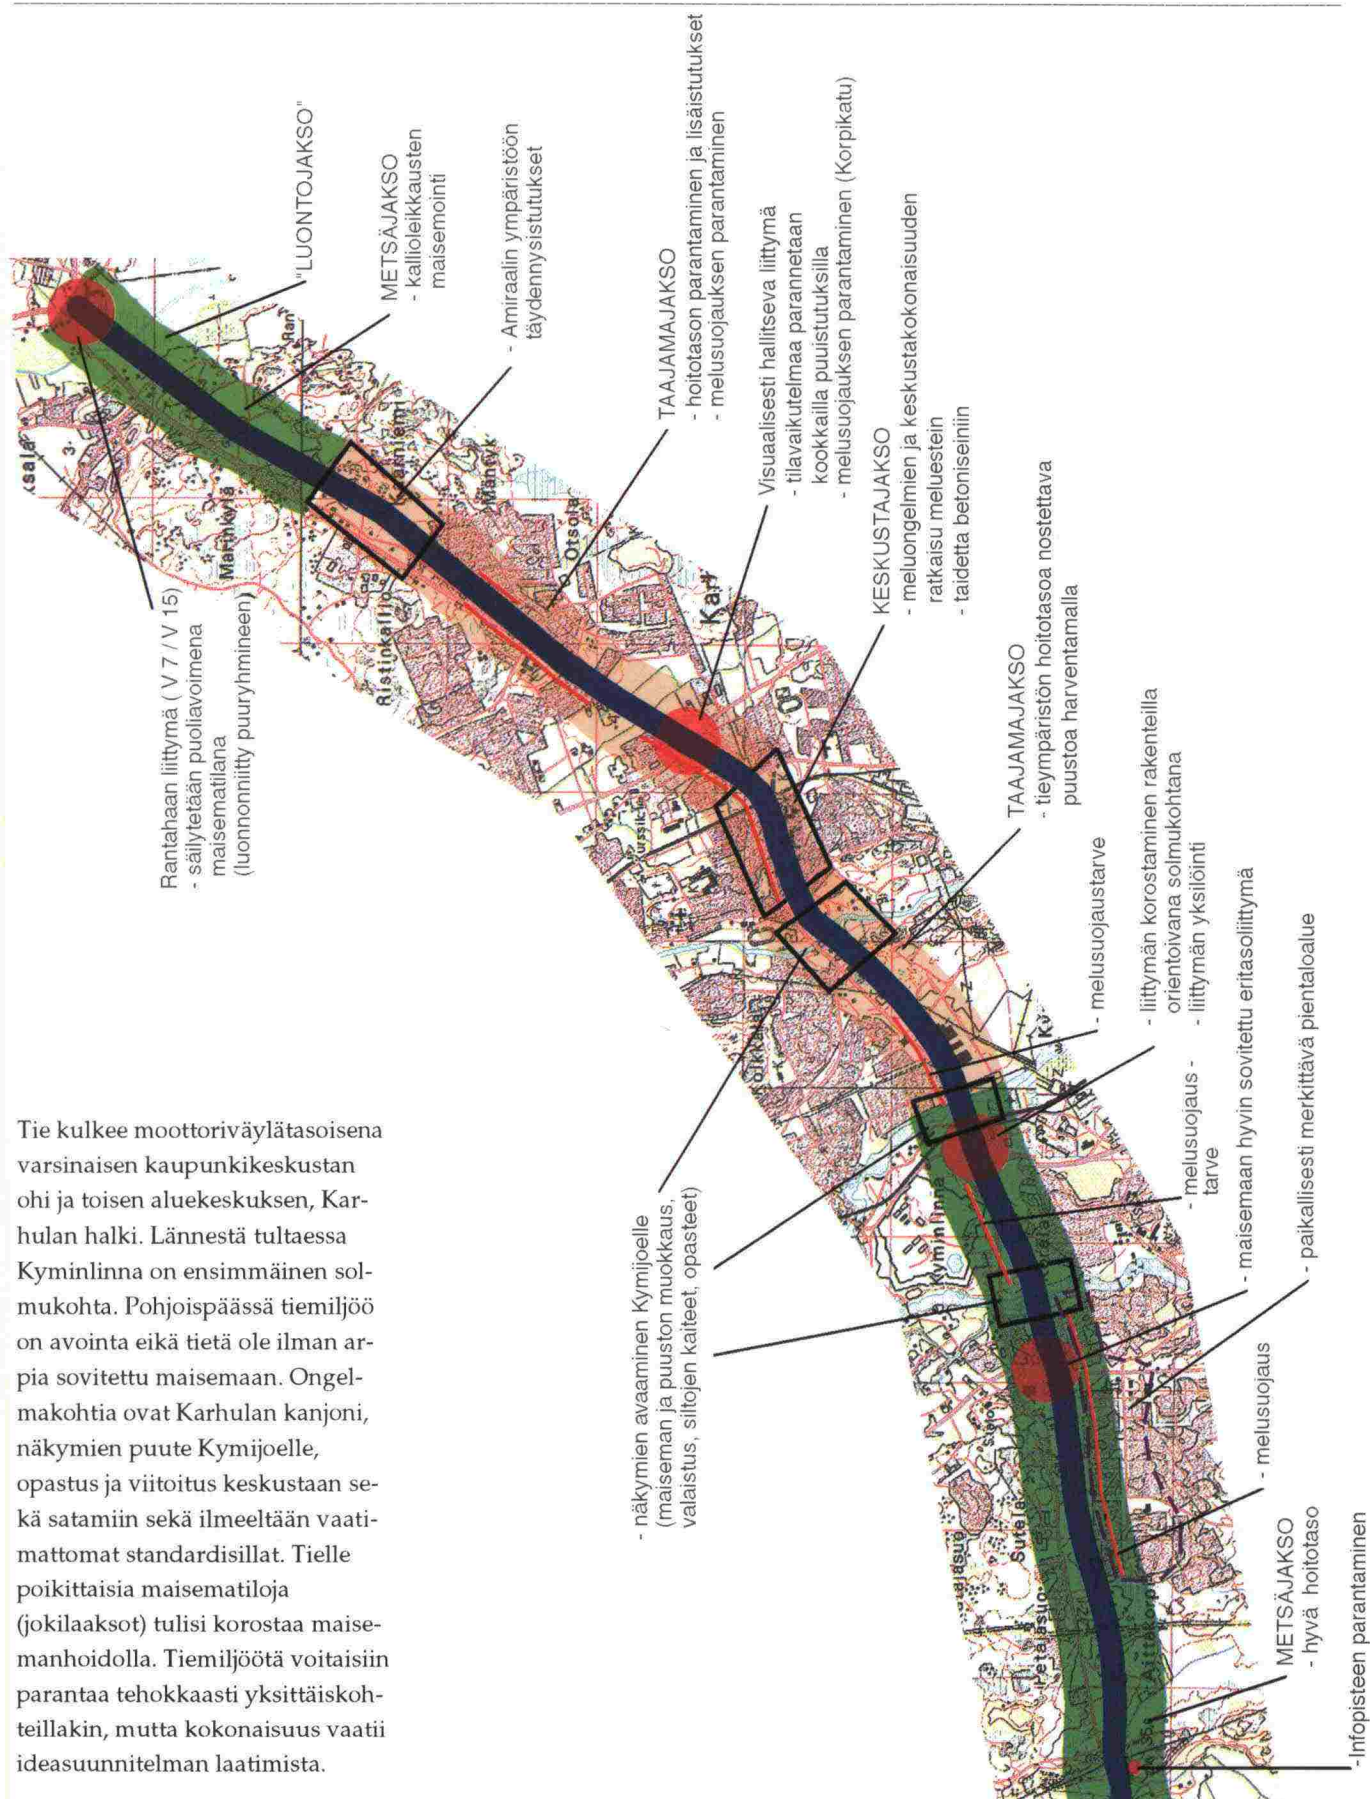 Rantahaan liittymä ( V 7 / V 15)
- säilytetään puoliavoimena
maisematilana
(luonnonniitty puuryhmineen)
"LUONTOJAKSO"
METSÄJAKSO
- kallioleikkausten
maisemointi
- Amiraalin ympäristöön
täydennysistutukset
TAAJAMAJAKSO
- hoitotason parantaminen ja lisäistutukset
- melusuojauksen parantaminen
Visuaalisesti hallitseva liittymä
- tilavaikutelmaa parannetaan
kookkailla puuistutuksilla
- melusuojauksen parantaminen (Korpikatu)
KESKUSTAJAKSO
- meluongelmien ja keskustakokonaisuuden
ratkaisu meluestein
- taidetta betoniseiniin
TAAJAMAJAKSO
- tieympäristön hoitotasoa nostettava
puustoa harventamalla
- melusuojaustarve
- liittymän korostaminen rakenteilla
orientoivana solmukohtana
- liittymän yksilöinti
- melusuojaus -
tarve
- maisemaan hyvin sovitettu eritasoliittymä
- paikallisesti merkittävä pientaloalue
- melusuojaus
METSÄJAKSO
- hyvä hoitotaso
-Infopisteen parantaminen
- näkymien avaaminen Kymijoelle
(maiseman ja puuston muokkaus,
valaistus, siltojen kaiteet, opasteet)
Martinkylä
Ristinkallio
Otsola
Kyminlinna
Sutela
Tie kulkee moottoriväylätasoisena
varsinaisen kaupunkikeskustan
ohi ja toisen aluekeskuksen, Kar-
hulan halki. Lännestä tultaessa
Kyminlinna on ensimmäinen sol-
mukohta. Pohjoispäässä tiemiljöö
on avointa eikä tietä ole ilman ar-
pia sovitettu maisemaan. Ongel-
makohtia ovat Karhulan kanjoni,
näkymien puute Kymijoelle,
opastus ja viitoitus keskustaan se-
kä satamiin sekä ilmeeltään vaati-
mattomat standardisillat. Tielle
poikittaisia maisematiloja
(jokilaaksot) tulisi korostaa maise-
manhoidolla. Tiemiljöötä voitaisiin
parantaa tehokkaasti yksittäiskoh-
teillakin, mutta kokonaisuus vaatii
ideasuunnitelman laatimista.